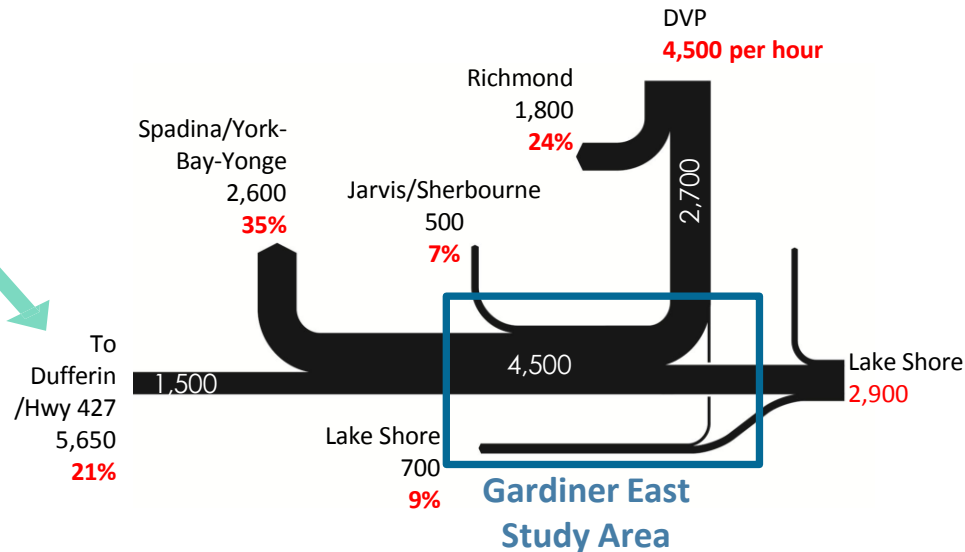 DVP
4,500 per hour
Richmond
1,800
24%
Spadina/York-
Bay-Yonge
2,600
35%
Jarvis/Sherbourne
500
7%
2,700
To
Dufferin
/Hwy 427
5,650
21%
1,500
4,500
Lake Shore
2,900
Lake Shore
700
9%
Gardiner East
Study Area